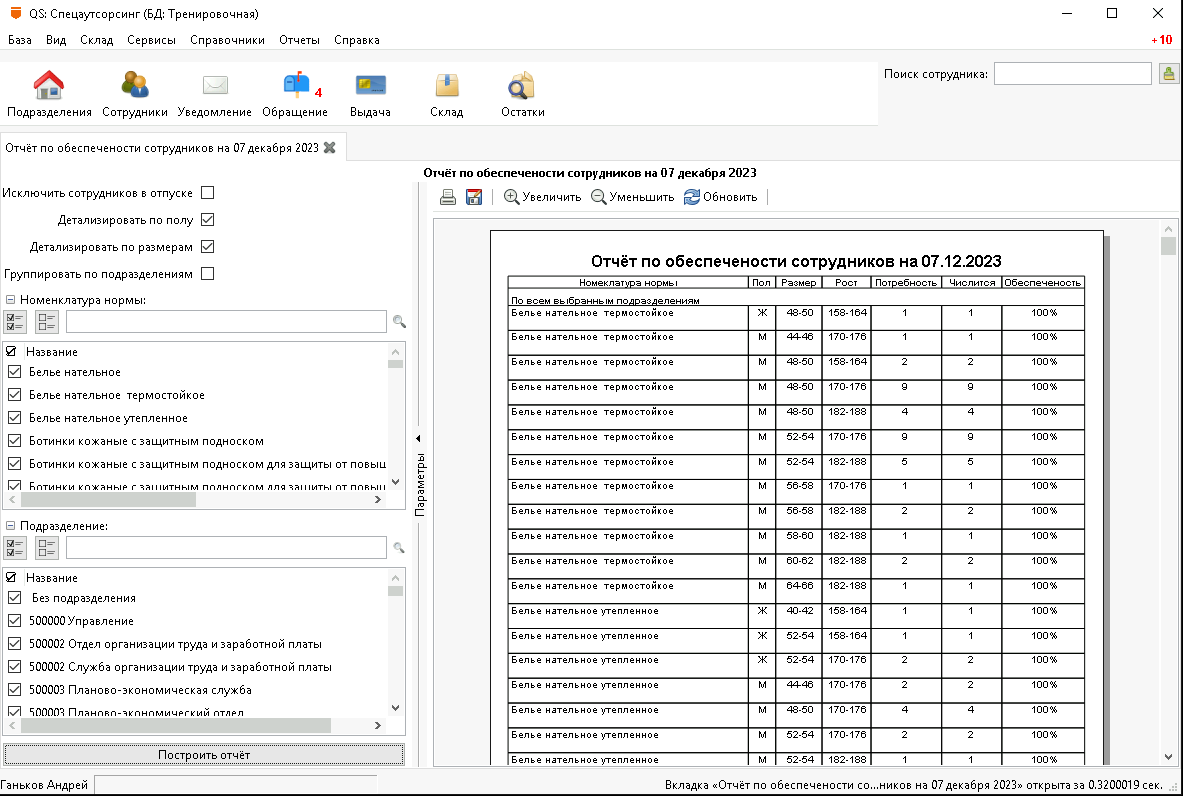 QS: Спецаутсорсинг (БД: Тренировочная)
База Вид Склад Сервисы Справочники Отчеты Справка +10
Подразделения Сотрудники Уведомление Обращение 4 Выдача Склад Остатки Поиск сотрудника:
Отчёт по обеспечености сотрудников на 07 декабря 2023
Исключить сотрудников в отпуске
Детализировать по полу
Детализировать по размерам
Группировать по подразделениям
Номенклатура нормы:
Название
Белье нательное
Белье нательное термостойкое
Белье нательное утепленное
Ботинки кожаные с защитным подноском
Ботинки кожаные с защитным подноском для защиты от повыш
Ботинки кожаные с защитным подноском для защиты от повыш
Подразделение:
Название
Без подразделения
500000 Управление
500002 Отдел организации труда и заработной платы
500002 Служба организации труда и заработной платы
500003 Планово-экономическая служба
500003 Планово-экономический отдел
Построить отчёт
Параметры
Отчёт по обеспечености сотрудников на 07 декабря 2023
Увеличить Уменьшить Обновить
Отчёт по обеспечености сотрудников на 07.12.2023
Номеклатура нормы Пол Размер Рост Потребность Числится Обеспеченость
По всем выбранным подразделениям
Белье нательное термостойкое Ж 48-50 158-164 1 1 100%
Белье нательное термостойкое М 44-46 170-176 1 1 100%
Белье нательное термостойкое М 48-50 158-164 2 2 100%
Белье нательное термостойкое М 48-50 170-176 9 9 100%
Белье нательное термостойкое М 48-50 182-188 4 4 100%
Белье нательное термостойкое М 52-54 170-176 9 9 100%
Белье нательное термостойкое М 52-54 182-188 5 5 100%
Белье нательное термостойкое М 56-58 170-176 1 1 100%
Белье нательное термостойкое М 56-58 182-188 2 2 100%
Белье нательное термостойкое М 58-60 182-188 1 1 100%
Белье нательное термостойкое М 60-62 182-188 2 2 100%
Белье нательное термостойкое М 64-66 182-188 1 1 100%
Белье нательное утепленное Ж 40-42 158-164 1 1 100%
Белье нательное утепленное Ж 52-54 158-164 1 1 100%
Белье нательное утепленное Ж 52-54 170-176 2 2 100%
Белье нательное утепленное М 44-46 170-176 2 2 100%
Белье нательное утепленное М 48-50 170-176 4 4 100%
Белье нательное утепленное М 52-54 170-176 2 2 100%
Белье нательное утепленное М 52-54 182-188 1 1 100%
Ганьков Андрей
Вкладка «Отчёт по обеспечености со...ников на 07 декабря 2023» открыта за 0.3200019 сек.